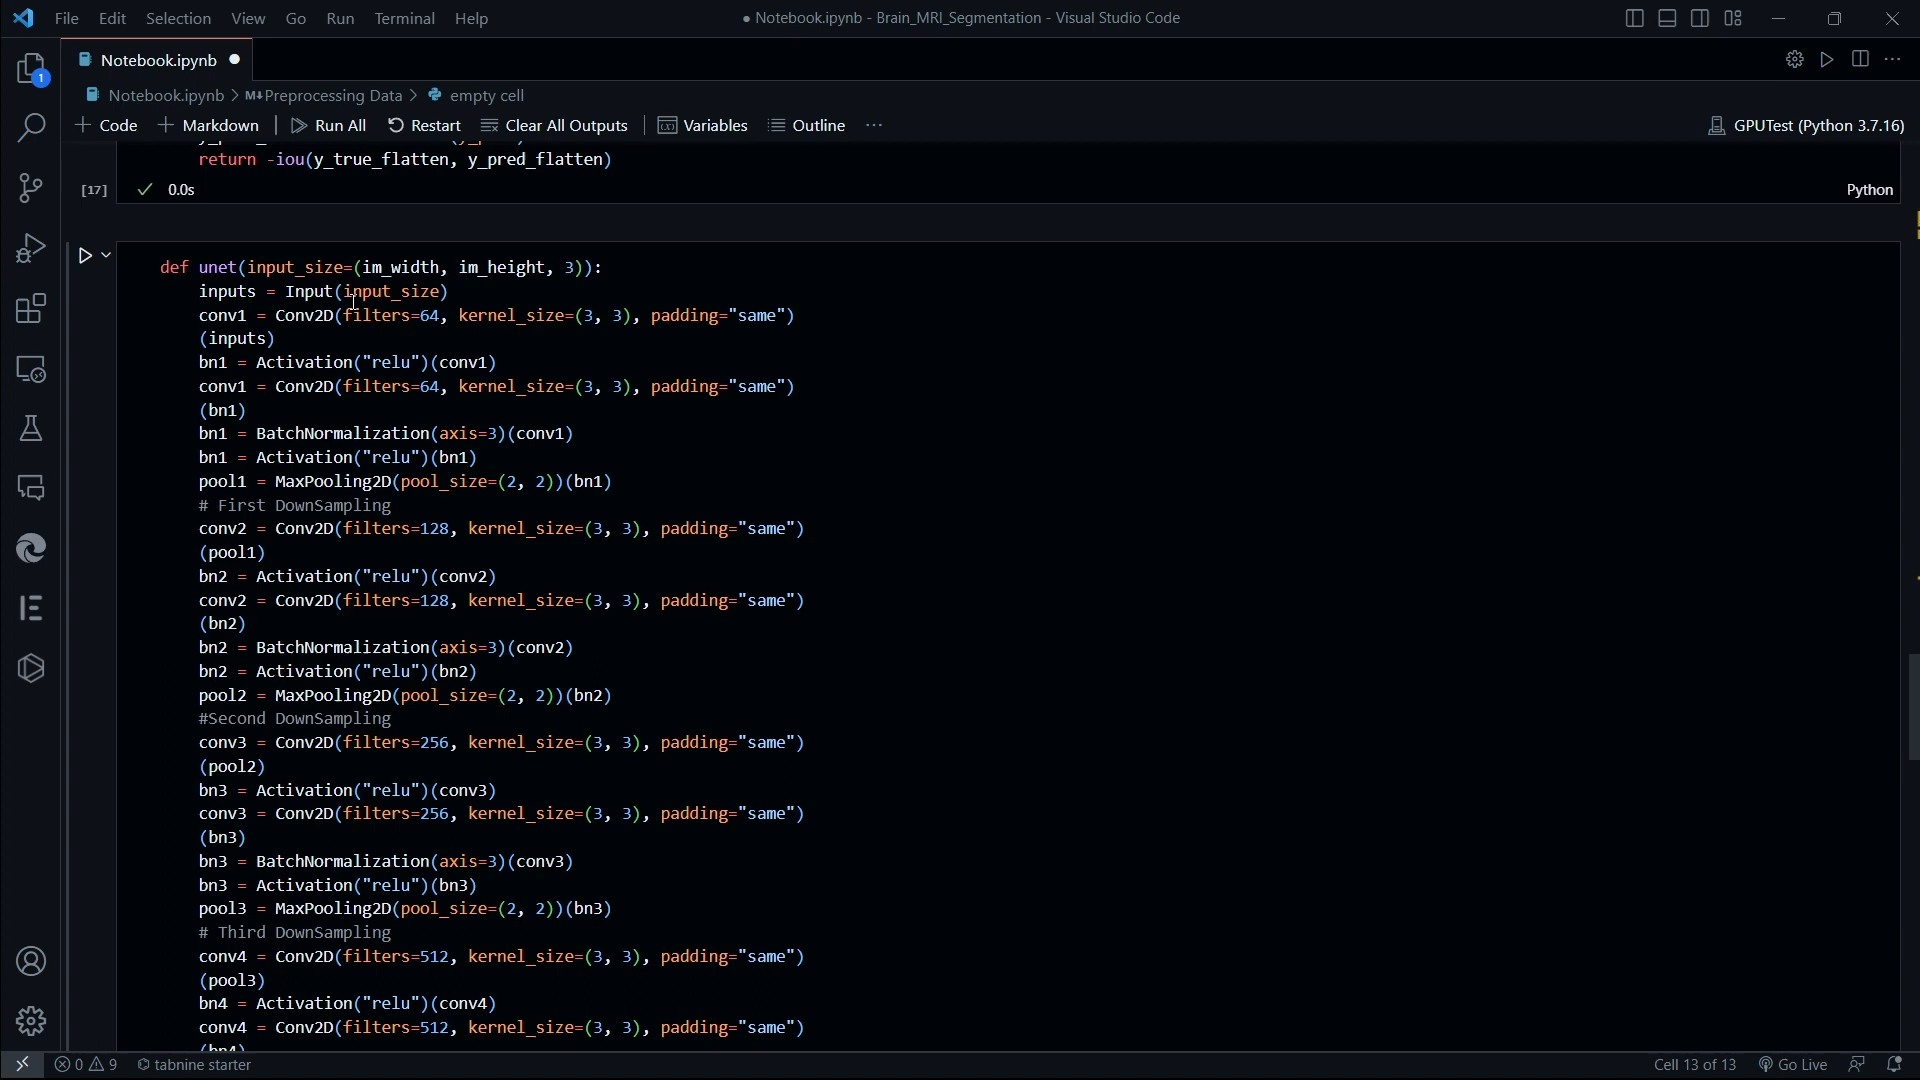 File Edit Selection View Go Run Terminal Help
● Notebook.ipynb - Brain_MRI_Segmentation - Visual Studio Code
Notebook.ipynb
Notebook.ipynb > M↓Preprocessing Data > empty cell
+ Code + Markdown | Run All Restart Clear All Outputs | Variables Outline ...
GPUTest (Python 3.7.16)
1
return -iou(y_true_flatten, y_pred_flatten)
[17] ✓ 0.0s
Python
def unet(input_size=(im_width, im_height, 3)):
inputs = Input(input_size)
conv1 = Conv2D(filters=64, kernel_size=(3, 3), padding="same")
(inputs)
bn1 = Activation("relu")(conv1)
conv1 = Conv2D(filters=64, kernel_size=(3, 3), padding="same")
(bn1)
bn1 = BatchNormalization(axis=3)(conv1)
bn1 = Activation("relu")(bn1)
pool1 = MaxPooling2D(pool_size=(2, 2))(bn1)
# First DownSampling
conv2 = Conv2D(filters=128, kernel_size=(3, 3), padding="same")
(pool1)
bn2 = Activation("relu")(conv2)
conv2 = Conv2D(filters=128, kernel_size=(3, 3), padding="same")
(bn2)
bn2 = BatchNormalization(axis=3)(conv2)
bn2 = Activation("relu")(bn2)
pool2 = MaxPooling2D(pool_size=(2, 2))(bn2)
#Second DownSampling
conv3 = Conv2D(filters=256, kernel_size=(3, 3), padding="same")
(pool2)
bn3 = Activation("relu")(conv3)
conv3 = Conv2D(filters=256, kernel_size=(3, 3), padding="same")
(bn3)
bn3 = BatchNormalization(axis=3)(conv3)
bn3 = Activation("relu")(bn3)
pool3 = MaxPooling2D(pool_size=(2, 2))(bn3)
# Third DownSampling
conv4 = Conv2D(filters=512, kernel_size=(3, 3), padding="same")
(pool3)
bn4 = Activation("relu")(conv4)
conv4 = Conv2D(filters=512, kernel_size=(3, 3), padding="same")
(bn4)
0 9 tabnine starter
Cell 13 of 13 Go Live